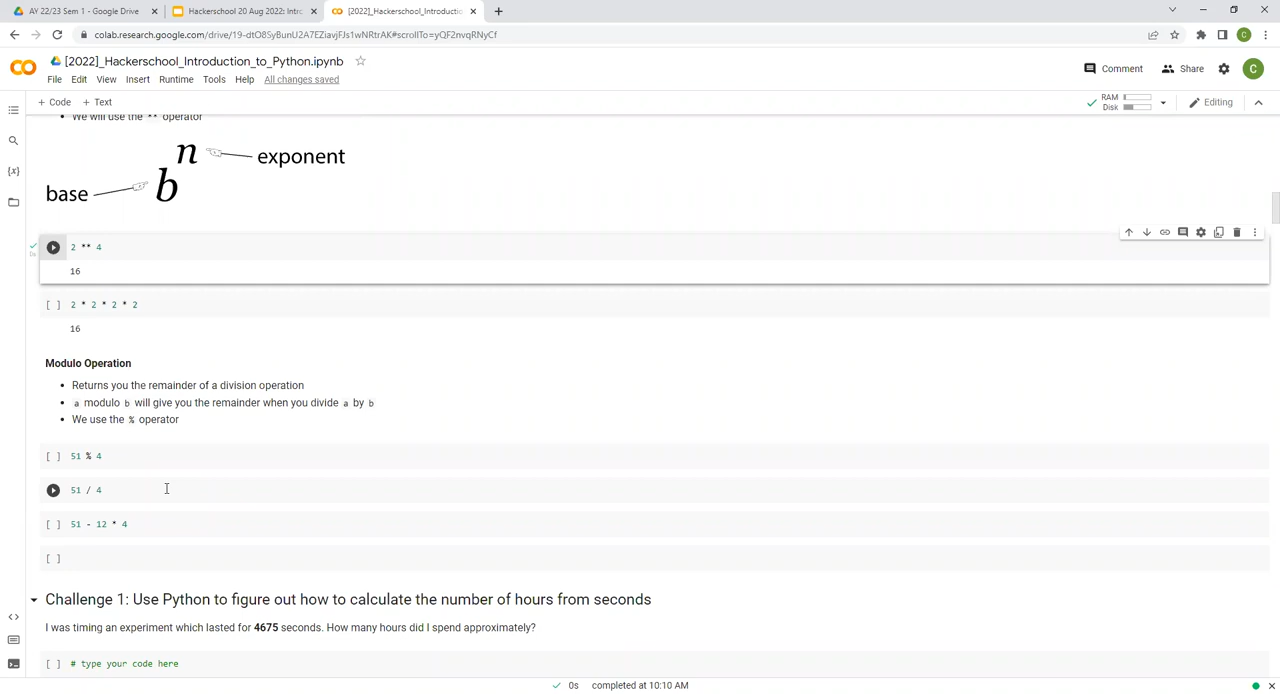 AY 22/23 Sem 1 - Google Drive
Hackerschool 20 Aug 2022: Intro
[2022]_Hackerschool_Introductio
colab.research.google.com/drive/19-dtO8SyBunU2A7EZiavjFJs1wNRtrAK#scrollTo=yQF2nvqRNyCf
C
[2022]_Hackerschool_Introduction_to_Python.ipynb
File Edit View Insert Runtime Tools Help All changes saved
Comment Share C
+ Code + Text
RAM
Disk
Editing
We will use the ** operator
n exponent
base b
2 ** 4
0s
16
[ ] 2 * 2 * 2 * 2
16
Modulo Operation
• Returns you the remainder of a division operation
• a modulo b will give you the remainder when you divide a by b
• We use the % operator
[ ] 51 % 4
51 / 4
[ ] 51 - 12 * 4
[ ]
Challenge 1: Use Python to figure out how to calculate the number of hours from seconds
I was timing an experiment which lasted for 4675 seconds. How many hours did I spend approximately?
[ ] # type your code here
0s completed at 10:10 AM